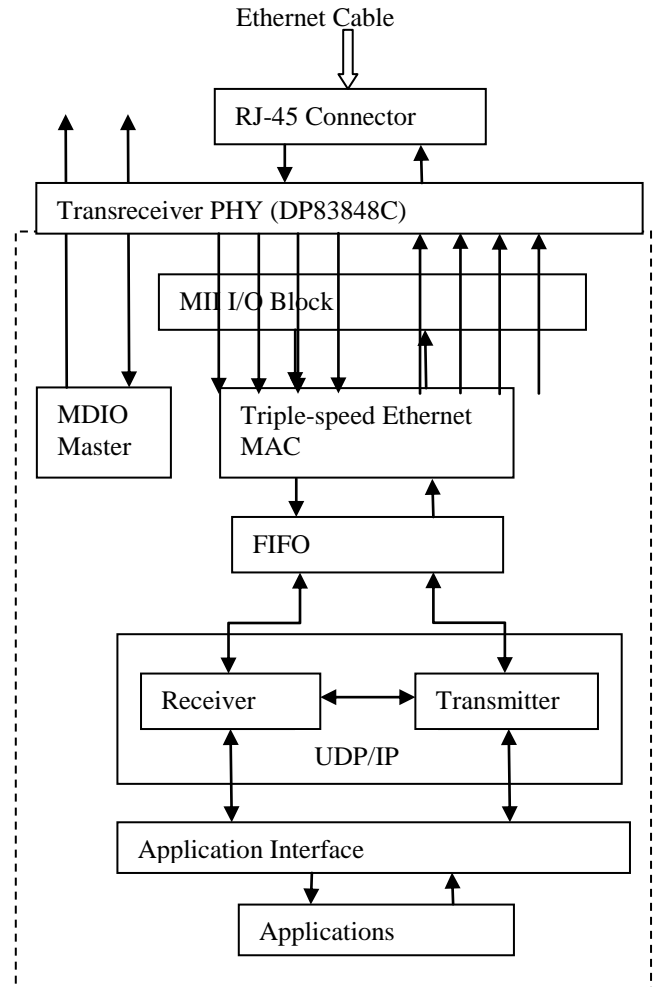 Ethernet Cable
RJ-45 Connector
Transreceiver PHY (DP83848C)
MII I/O Block
MDIO
Master
Triple-speed Ethernet
MAC
FIFO
Receiver
Transmitter
UDP/IP
Application Interface
Applications